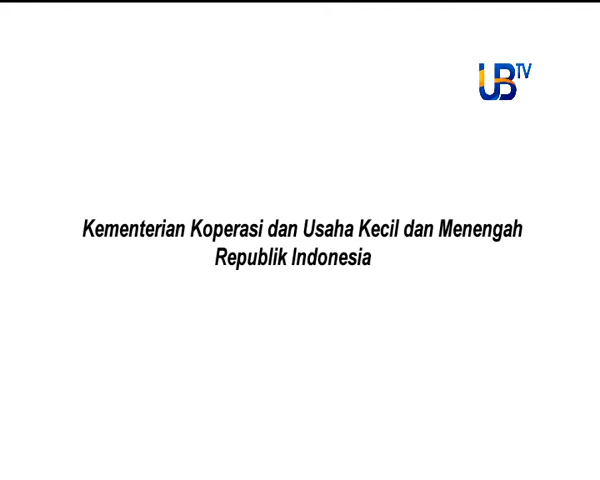 UB TV
Kementerian Koperasi dan Usaha Kecil dan Menengah
Republik Indonesia